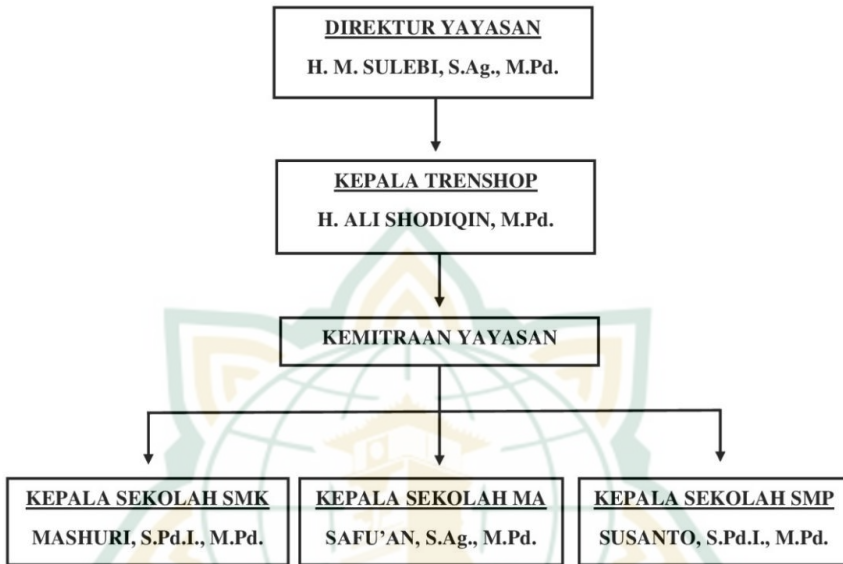 DIREKTUR YAYASAN
H. M. SULEBI, S.Ag., M.Pd.
KEPALA TRENSHOP
H. ALI SHODIQIN, M.Pd.
KEMITRAAN YAYASAN
KEPALA SEKOLAH SMK
MASHURI, S.Pd.I., M.Pd.
KEPALA SEKOLAH MA
SAFU’AN, S.Ag., M.Pd.
KEPALA SEKOLAH SMP
SUSANTO, S.Pd.I., M.Pd.